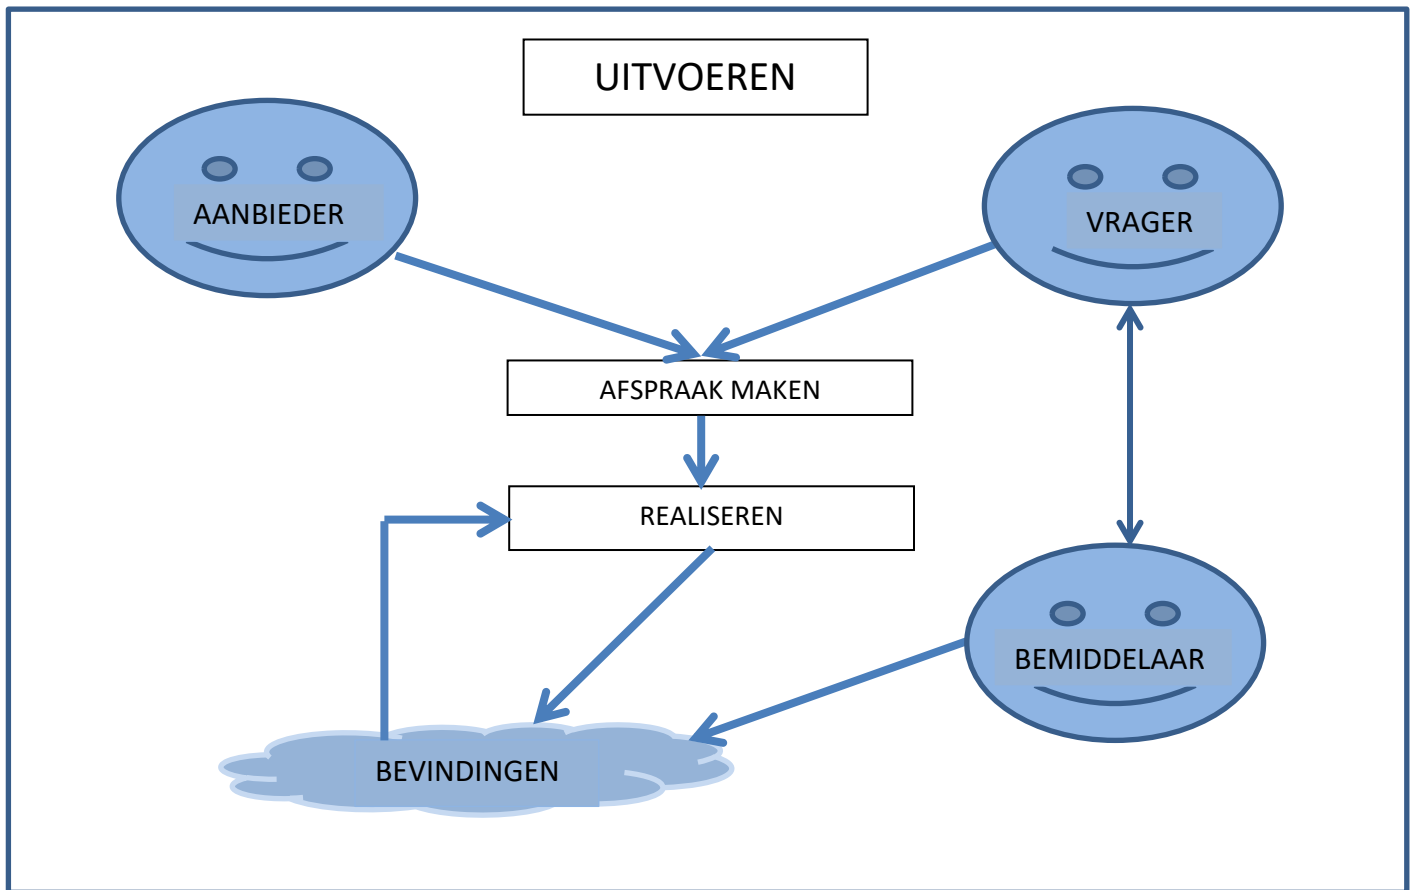 UITVOEREN
AANBIEDER
VRAGER
AFSPRAAK MAKEN
REALISEREN
BEMIDDELAAR
BEVINDINGEN